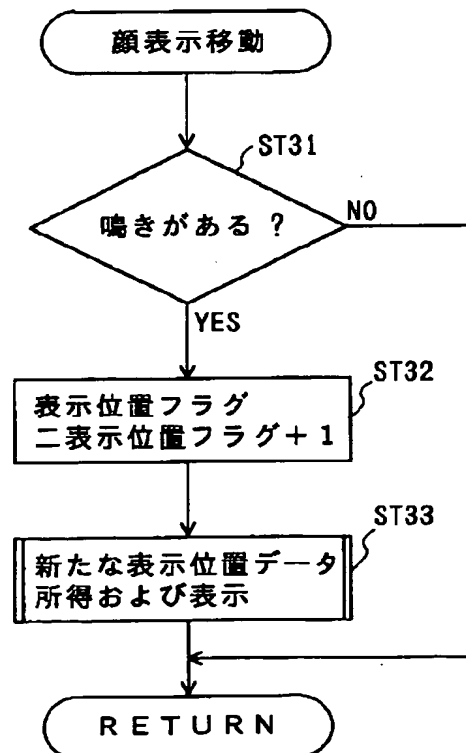 顔表示移動
ST31
鳴きがある？
NO
YES
ST32
表示位置フラグ
二表示位置フラグ＋１
ST33
新たな表示位置データ
所得および表示
ＲＥＴＵＲＮ